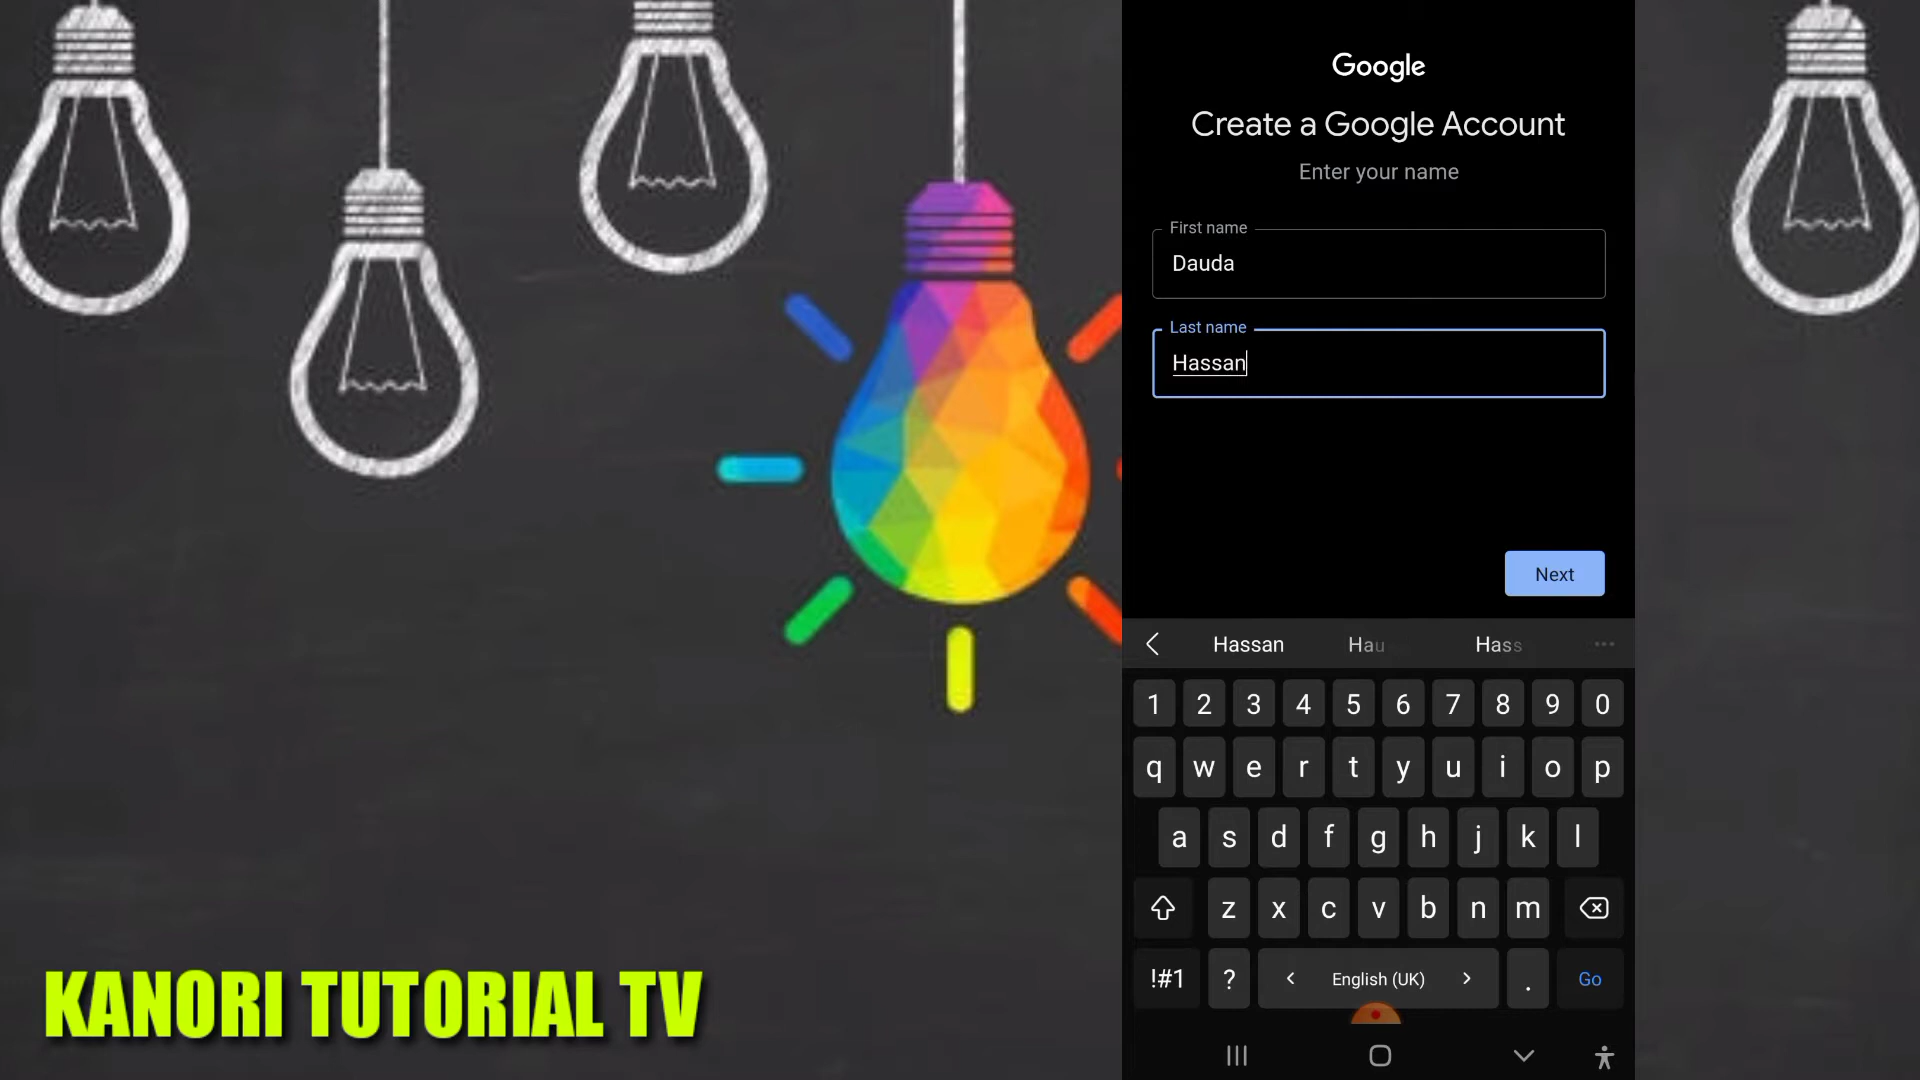 Google
Create a Google Account
Enter your name
First name
Dauda
Last name
Hassan
Next
Hassan Hau Hass
1 2 3 4 5 6 7 8 9 0
q w e r t y u i o p
a s d f g h j k l
z x c v b n m
!#1 ? < English (UK) > . Go
KANORI TUTORIAL TV